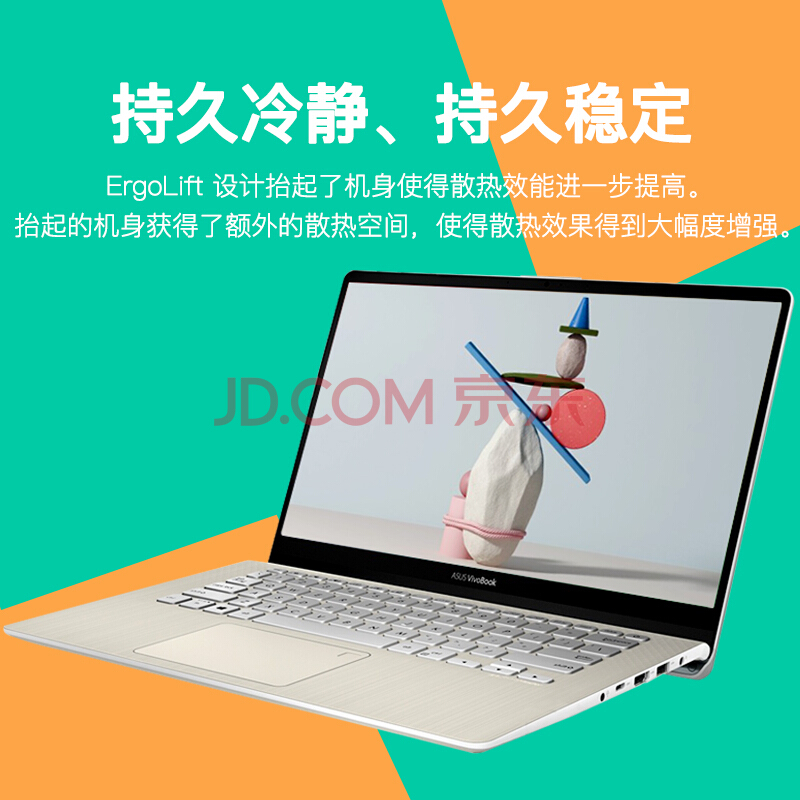 持久冷静、持久稳定
ErgoLift 设计抬起了机身使得散热效能进一步提高。
抬起的机身获得了额外的散热空间，使得散热效果得到大幅度增强。
JD.COM 京东
ASUS VivoBook